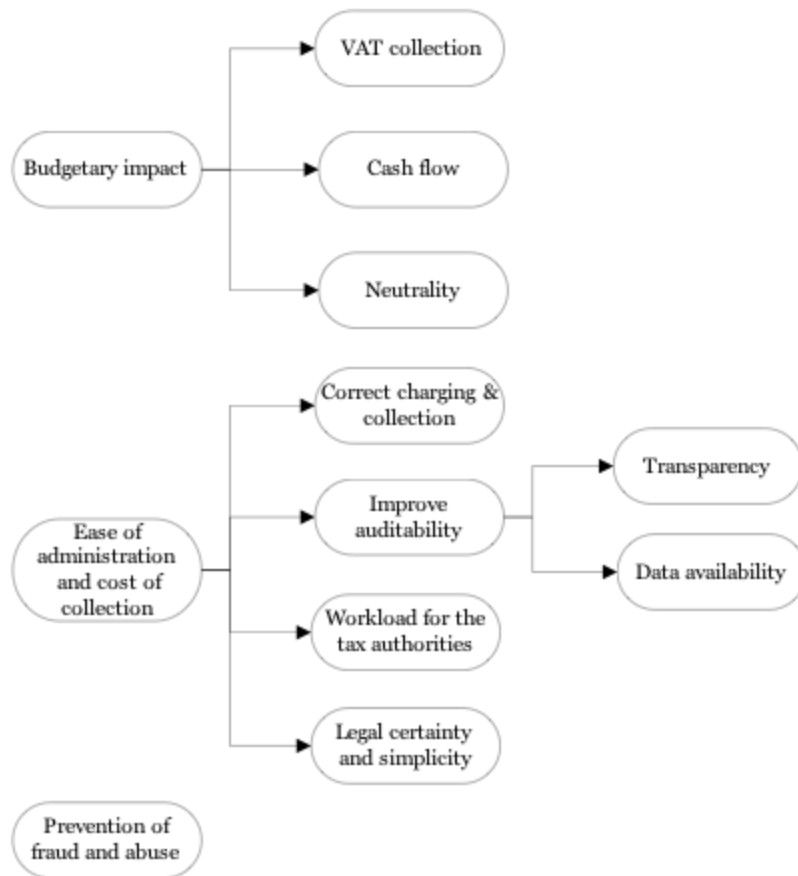 VAT collection
Budgetary impact
Cash flow
Neutrality
Correct charging &
collection
Ease of
administration
and cost of
collection
Improve
auditability
Transparency
Data availability
Workload for the
tax authorities
Legal certainty
and simplicity
Prevention of
fraud and abuse